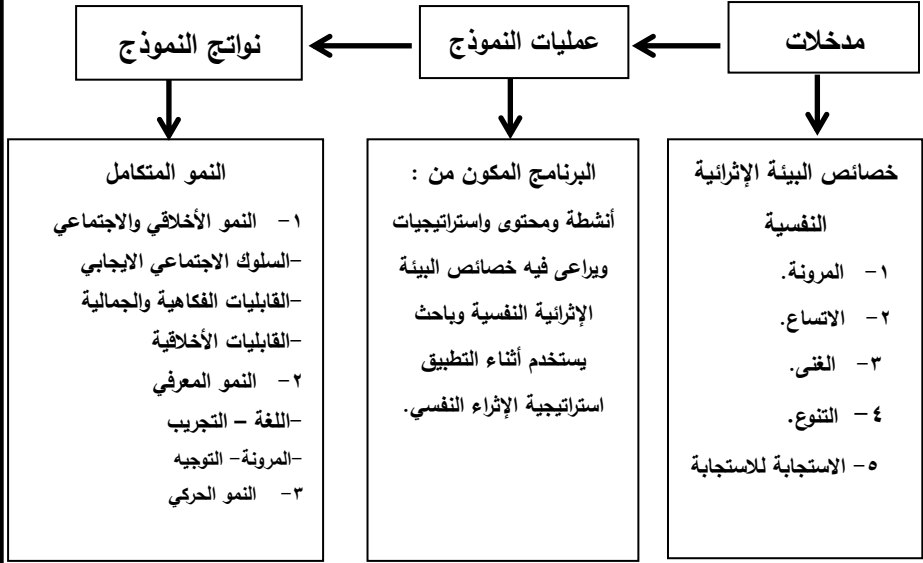 مدخلات
عمليات النموذج
نواتج النموذج
خصائص البيئة الإثرائية
النفسية
١- المرونة.
٢- الاتساع.
٣- الغنى.
٤- التنوع.
٥- الاستجابة للاستجابة
البرنامج المكون من :
أنشطة ومحتوى واستراتيجيات
ويراعى فيه خصائص البيئة
الإثرائية النفسية وباحث
يستخدم أثناء التطبيق
استراتيجية الإثراء النفسي.
النمو المتكامل
١- النمو الأخلاقي والاجتماعي
-السلوك الاجتماعي الايجابي
-القابليات الفكاهية والجمالية
-القابليات الأخلاقية
٢- النمو المعرفي
-اللغة – التجريب
-المرونة- التوجيه
٣- النمو الحركي